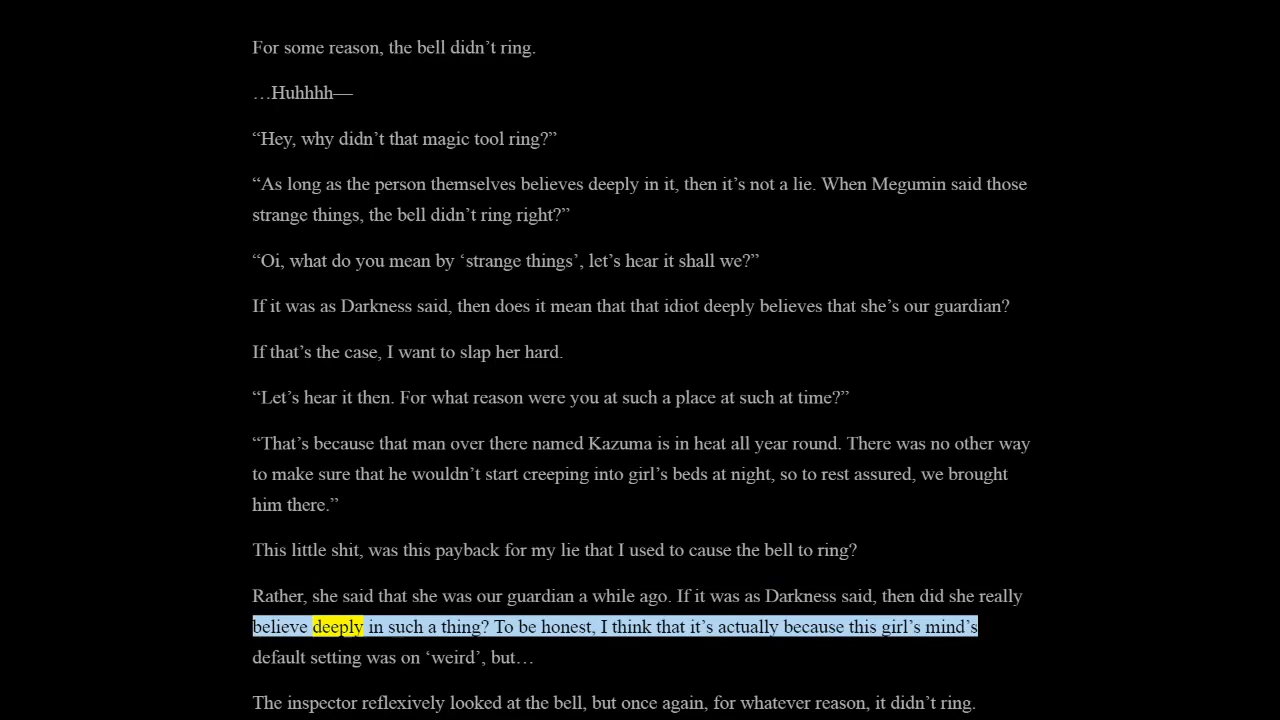 For some reason, the bell didn’t ring.
…Huhhhh—
“Hey, why didn’t that magic tool ring?”
“As long as the person themselves believes deeply in it, then it’s not a lie. When Megumin said those
strange things, the bell didn’t ring right?”
“Oi, what do you mean by ‘strange things’, let’s hear it shall we?”
If it was as Darkness said, then does it mean that that idiot deeply believes that she’s our guardian?
If that’s the case, I want to slap her hard.
“Let’s hear it then. For what reason were you at such a place at such at time?”
“That’s because that man over there named Kazuma is in heat all year round. There was no other way
to make sure that he wouldn’t start creeping into girl’s beds at night, so to rest assured, we brought
him there.”
This little shit, was this payback for my lie that I used to cause the bell to ring?
Rather, she said that she was our guardian a while ago. If it was as Darkness said, then did she really
believe deeply in such a thing? To be honest, I think that it’s actually because this girl’s mind’s
default setting was on ‘weird’, but…
The inspector reflexively looked at the bell, but once again, for whatever reason, it didn’t ring.